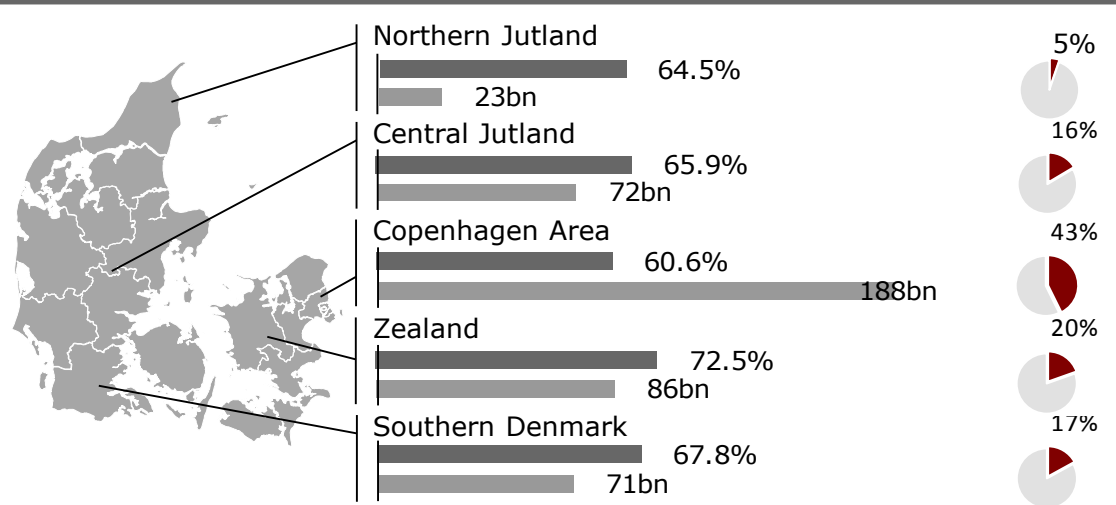 Northern Jutland
64.5%
23bn
5%
Central Jutland
65.9%
72bn
16%
Copenhagen Area
60.6%
188bn
43%
Zealand
72.5%
86bn
20%
Southern Denmark
67.8%
71bn
17%